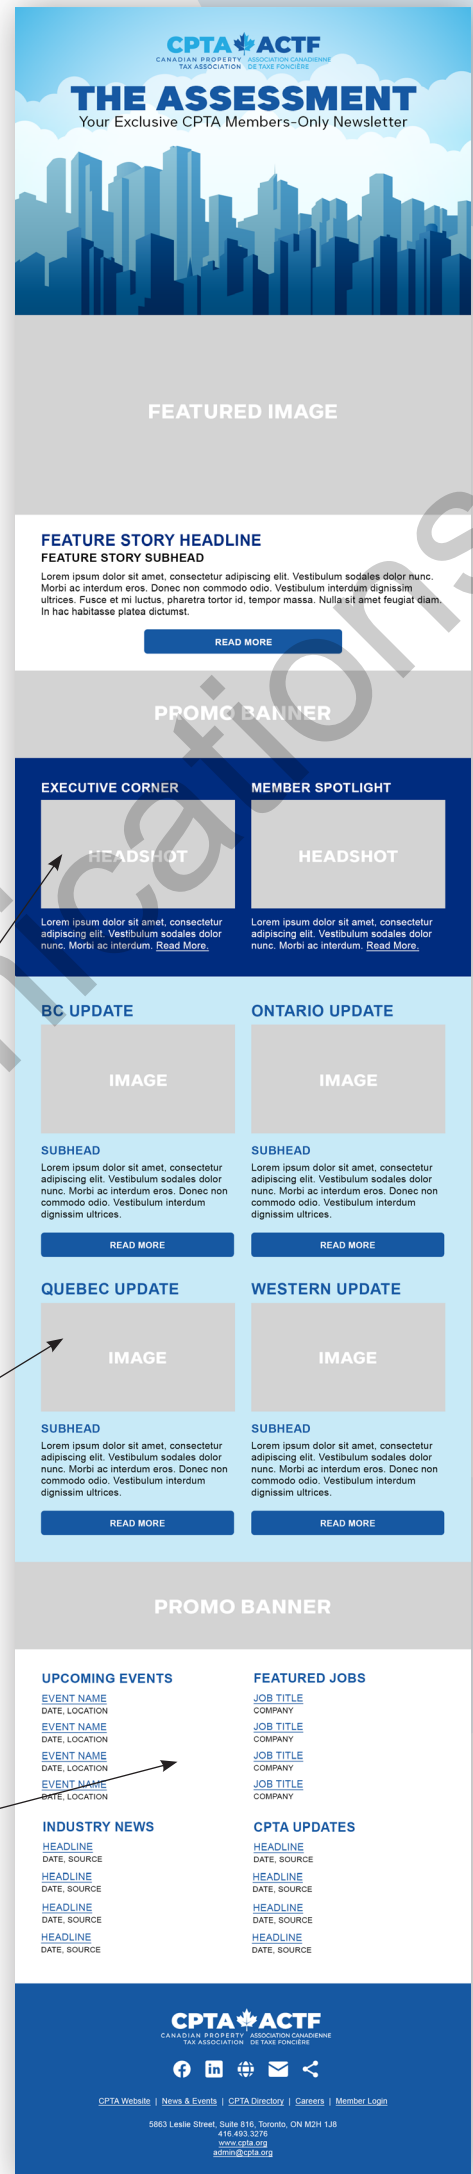 CPTA ACTF
CANADIAN PROPERTY ASSOCIATION CANADIENNE
TAX ASSOCIATION DE TAXE FONCIÈRE
THE ASSESSMENT
Your Exclusive CPTA Members-Only Newsletter
FEATURED IMAGE
FEATURE STORY HEADLINE
FEATURE STORY SUBHEAD
Lorem ipsum dolor sit amet, consectetur adipiscing elit. Vestibulum sodales dolor nunc.
Morbi ac interdum eros. Donec non commodo odio. Vestibulum interdum dignissim
ultrices. Fusce et mi luctus, pharetra tortor id, tempor massa. Nulla sit amet feugiat diam.
In hac habitasse platea dictumst.
READ MORE
PROMO BANNER
EXECUTIVE CORNER
HEADSHOT
Lorem ipsum dolor sit amet, consectetur
adipiscing elit. Vestibulum sodales dolor
nunc. Morbi ac interdum. Read More.
MEMBER SPOTLIGHT
HEADSHOT
Lorem ipsum dolor sit amet, consectetur
adipiscing elit. Vestibulum sodales dolor
nunc. Morbi ac interdum. Read More.
BC UPDATE
IMAGE
SUBHEAD
Lorem ipsum dolor sit amet, consectetur
adipiscing elit. Vestibulum sodales dolor
nunc. Morbi ac interdum eros. Donec non
commodo odio. Vestibulum interdum
dignissim ultrices.
READ MORE
ONTARIO UPDATE
IMAGE
SUBHEAD
Lorem ipsum dolor sit amet, consectetur
adipiscing elit. Vestibulum sodales dolor
nunc. Morbi ac interdum eros. Donec non
commodo odio. Vestibulum interdum
dignissim ultrices.
READ MORE
QUEBEC UPDATE
IMAGE
SUBHEAD
Lorem ipsum dolor sit amet, consectetur
adipiscing elit. Vestibulum sodales dolor
nunc. Morbi ac interdum eros. Donec non
commodo odio. Vestibulum interdum
dignissim ultrices.
READ MORE
WESTERN UPDATE
IMAGE
SUBHEAD
Lorem ipsum dolor sit amet, consectetur
adipiscing elit. Vestibulum sodales dolor
nunc. Morbi ac interdum eros. Donec non
commodo odio. Vestibulum interdum
dignissim ultrices.
READ MORE
PROMO BANNER
UPCOMING EVENTS
EVENT NAME
DATE, LOCATION
EVENT NAME
DATE, LOCATION
EVENT NAME
DATE, LOCATION
EVENT NAME
DATE, LOCATION
FEATURED JOBS
JOB TITLE
COMPANY
JOB TITLE
COMPANY
JOB TITLE
COMPANY
JOB TITLE
COMPANY
INDUSTRY NEWS
HEADLINE
DATE, SOURCE
HEADLINE
DATE, SOURCE
HEADLINE
DATE, SOURCE
HEADLINE
DATE, SOURCE
CPTA UPDATES
HEADLINE
DATE, SOURCE
HEADLINE
DATE, SOURCE
HEADLINE
DATE, SOURCE
HEADLINE
DATE, SOURCE
CPTA ACTF
CANADIAN PROPERTY ASSOCIATION CANADIENNE
TAX ASSOCIATION DE TAXE FONCIÈRE
CPTA Website | News & Events | CPTA Directory | Careers | Member Login
5863 Leslie Street, Suite 816, Toronto, ON M2H 1J8
416.493.3276
www.cpta.org
admin@cpta.org
nications